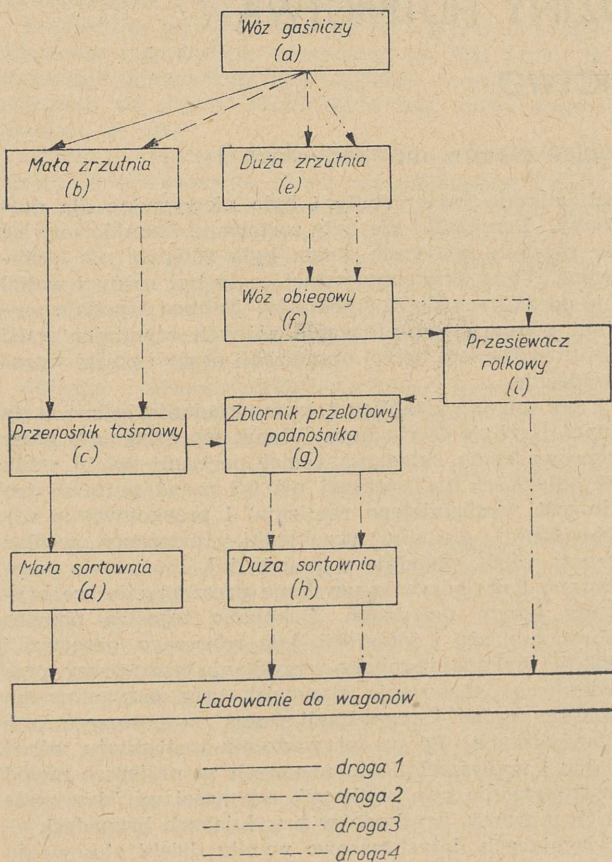 Wóz gaśniczy
(a)
Mała zrzutnia
(b)
Duża zrzutnia
(e)
Wóz obiegowy
(f)
Przesiewacz
rolkowy
(i)
Przenośnik taśmowy
(c)
Zbiornik przelotowy
podnośnika
(g)
Mała sortownia
(d)
Duża sortownia
(h)
Ładowanie do wagonów
droga 1
droga 2
droga 3
droga 4